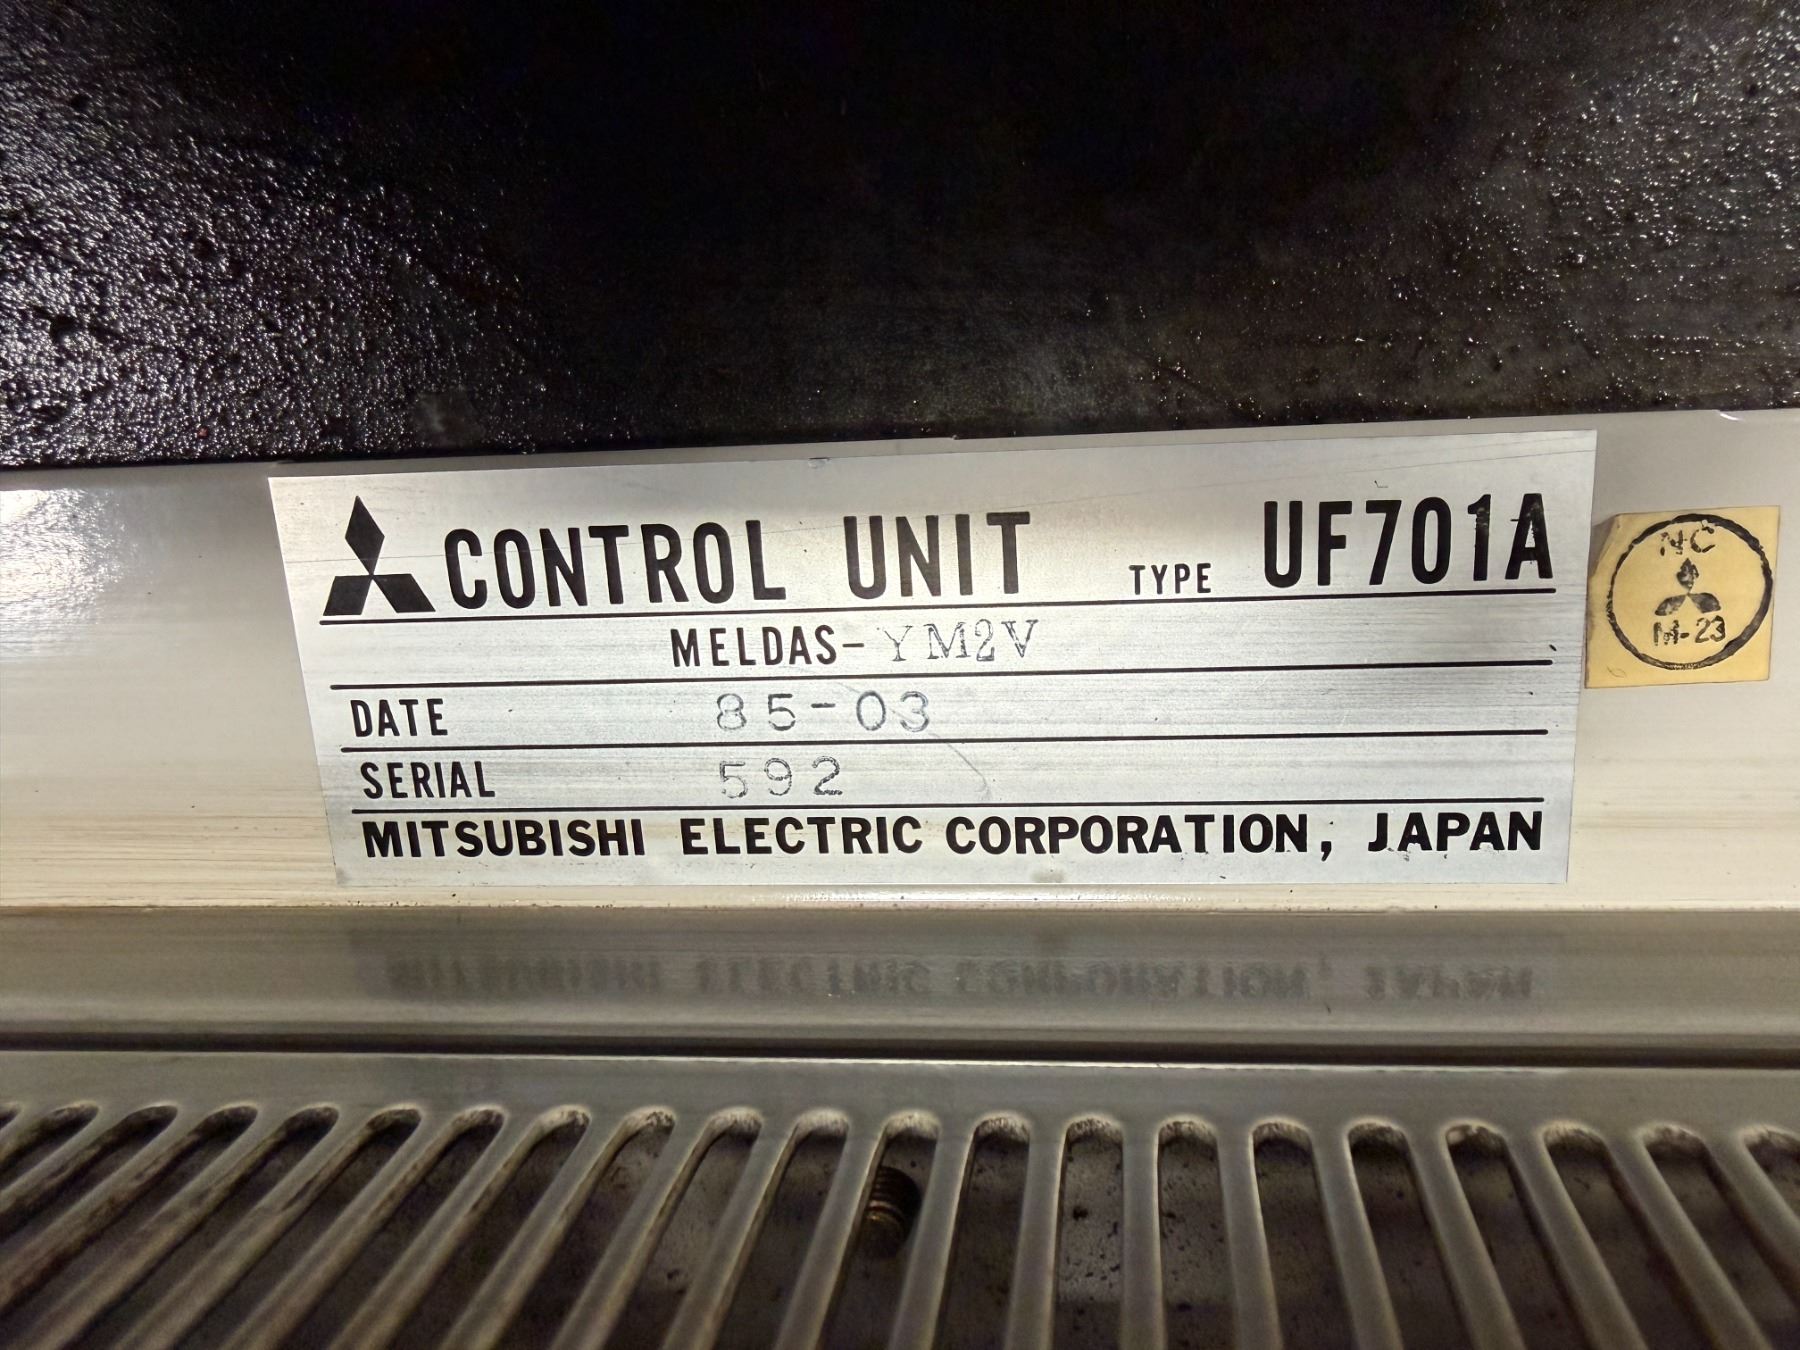 CONTROL UNIT TYPE UF701A
MELDAS-YM2V
DATE 85-03
SERIAL 592
MITSUBISHI ELECTRIC CORPORATION, JAPAN
NC
M-23